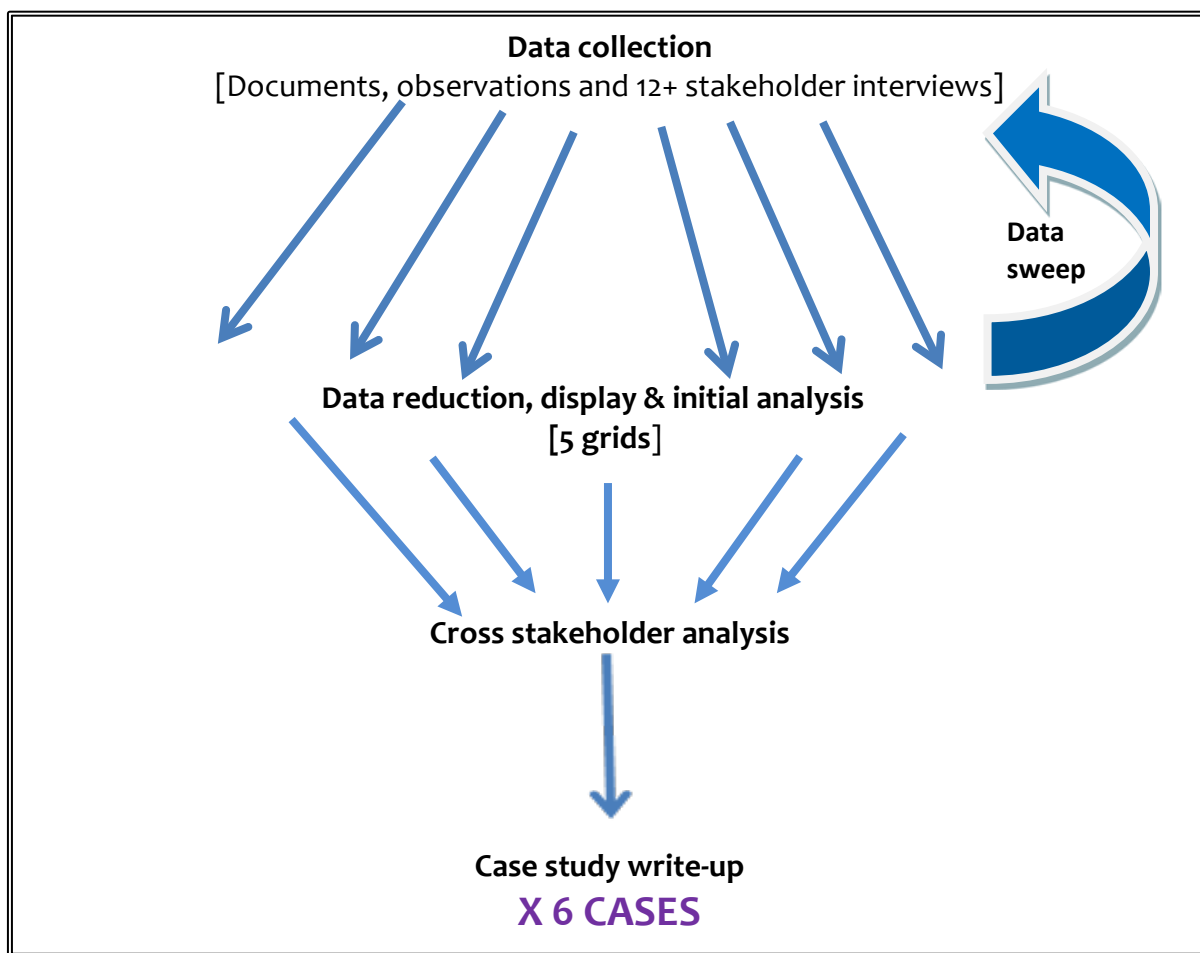 Data collection
[Documents, observations and 12+ stakeholder interviews]
Data
sweep
Data reduction, display & initial analysis
[5 grids]
Cross stakeholder analysis
Case study write-up
X 6 CASES